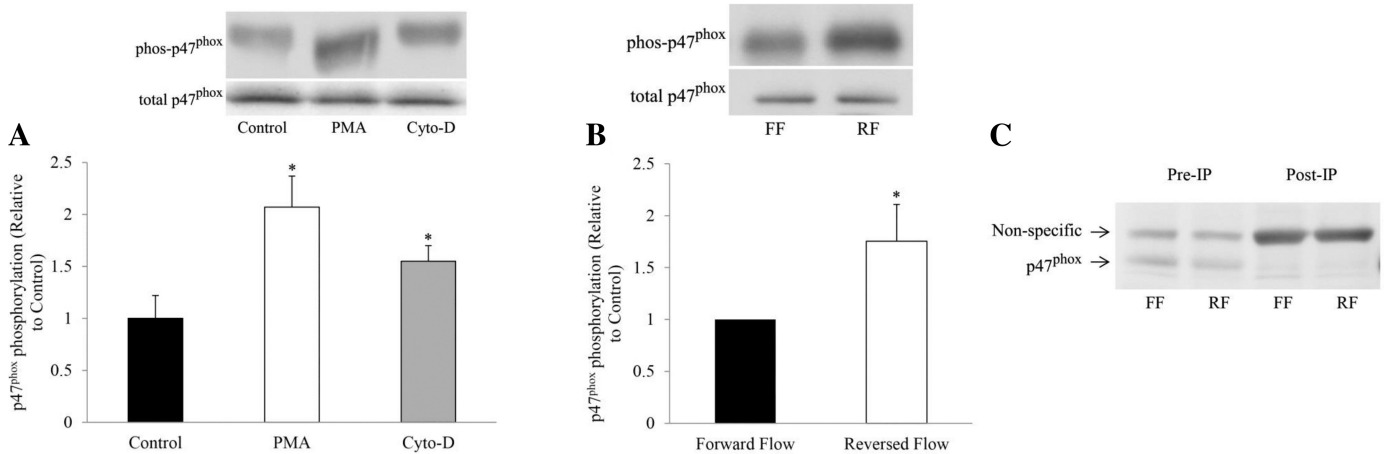 phos-p47phox
total p47phox
Control PMA Cyto-D
A
p47phox phosphorylation (Relative
to Control)
2.5
2
1.5
1
0.5
0
Control PMA Cyto-D
*
*
phos-p47phox
total p47phox
FF RF
B
p47phox phosphorylation (Relative
to Control)
2.5
2
1.5
1
0.5
0
Forward Flow Reversed Flow
*
C
Pre-IP Post-IP
Non-specific
p47phox
FF RF FF RF